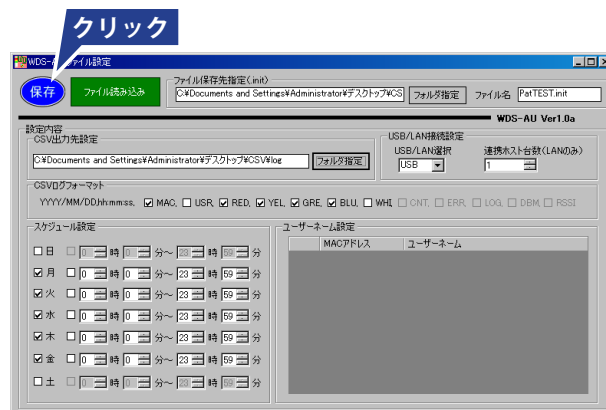 クリック
WDS-A ファイル設定
保存
ファイル読み込み
ファイル保存先指定(.init)
C:¥Documents and Settings¥Administrator¥デスクトップ¥CS
フォルダ指定
ファイル名
PatTEST.init
WDS-AU Ver1.0a
設定内容
CSV出力先設定
C:¥Documents and Settings¥Administrator¥デスクトップ¥CSV¥log
フォルダ指定
USB/LAN接続設定
USB/LAN選択
連携ホスト台数(LANのみ)
USB
1
CSVログフォーマット
YYYY/MM/DD,hh:mm:ss, MAC, USR, RED, YEL, GRE, BLU, WHI, CNT, ERR, LOG, DBM, RSSI
スケジュール設定
日 0 時 0 分～ 23 時 59 分
月 0 時 0 分～ 23 時 59 分
火 0 時 0 分～ 23 時 59 分
水 0 時 0 分～ 23 時 59 分
木 0 時 0 分～ 23 時 59 分
金 0 時 0 分～ 23 時 59 分
土 0 時 0 分～ 23 時 59 分
ユーザーネーム設定
MACアドレス ユーザーネーム